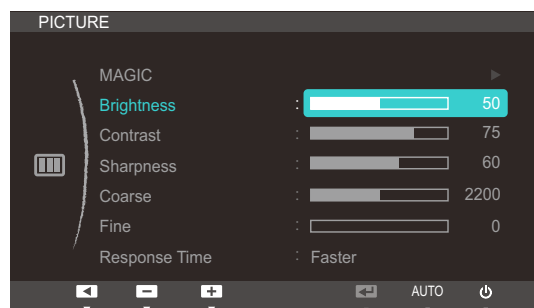 PICTURE
MAGIC
Brightness : 50
Contrast : 75
Sharpness : 60
Coarse : 2200
Fine : 0
Response Time : Faster
AUTO